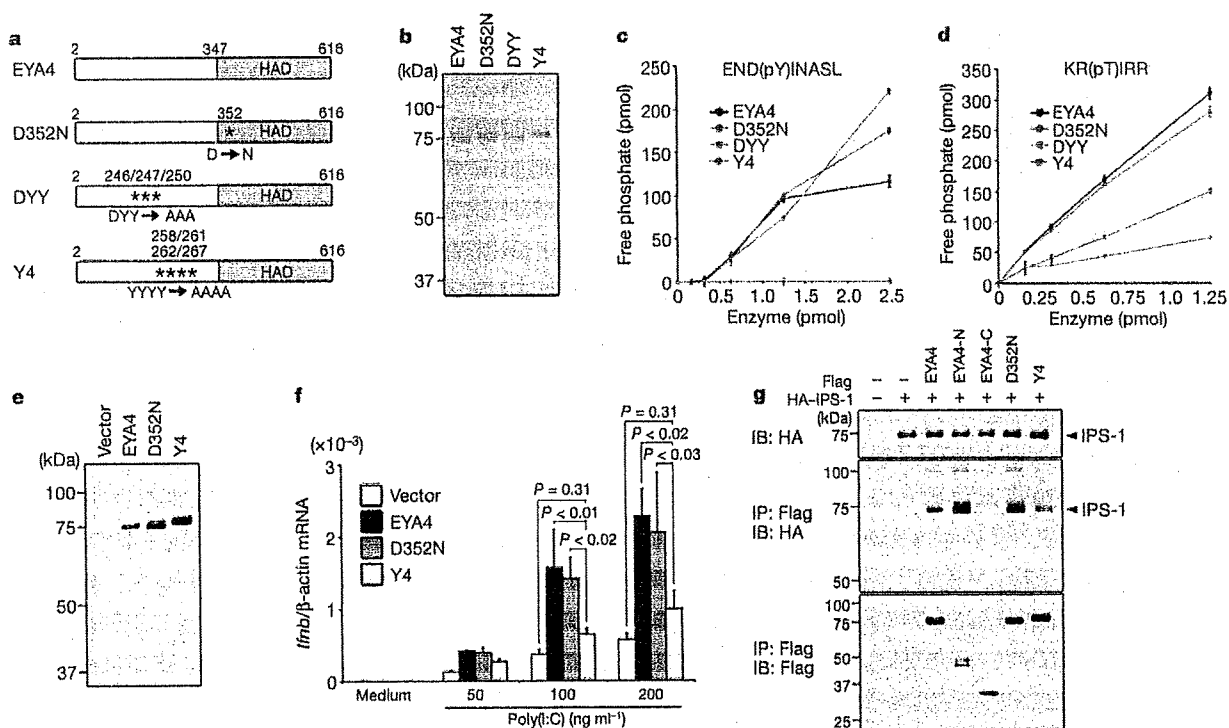 a
2 347 616
EYA4 HAD
2 352 616
D352N * HAD
D → N
2 246/247/250 616
DYY *** HAD
DYY → AAA
258/261
2 262/267 616
Y4 **** HAD
YYYY → AAAA
b
EYA4 D352N DYY Y4
(kDa)
100
75
50
37
c
END(pY)INASL
EYA4
D352N
DYY
Y4
Free phosphate (pmol)
250
200
150
100
50
0
0 0.5 1.0 1.5 2.0 2.5
Enzyme (pmol)
d
KR(pT)IRR
EYA4
D352N
DYY
Y4
Free phosphate (pmol)
400
350
300
250
200
150
100
50
0
0 0.25 0.50 0.75 1.00 1.25
Enzyme (pmol)
e
Vector EYA4 D352N Y4
(kDa)
100
75
50
37
f
(×10⁻³)
Ifnb/β-actin mRNA
3
2
1
0
Vector
EYA4
D352N
Y4
P = 0.31
P < 0.01
P < 0.02
P = 0.31
P < 0.02
P < 0.03
Medium 50 100 200
Poly(I:C) (ng ml⁻¹)
g
Flag – – EYA4 EYA4-N EYA4-C D352N Y4
HA–IPS-1 – + + + + + +
(kDa)
IB: HA 75 IPS-1
100
75 IPS-1
IP: Flag
IB: HA
50
100
75
IP: Flag
IB: Flag
50
37
25